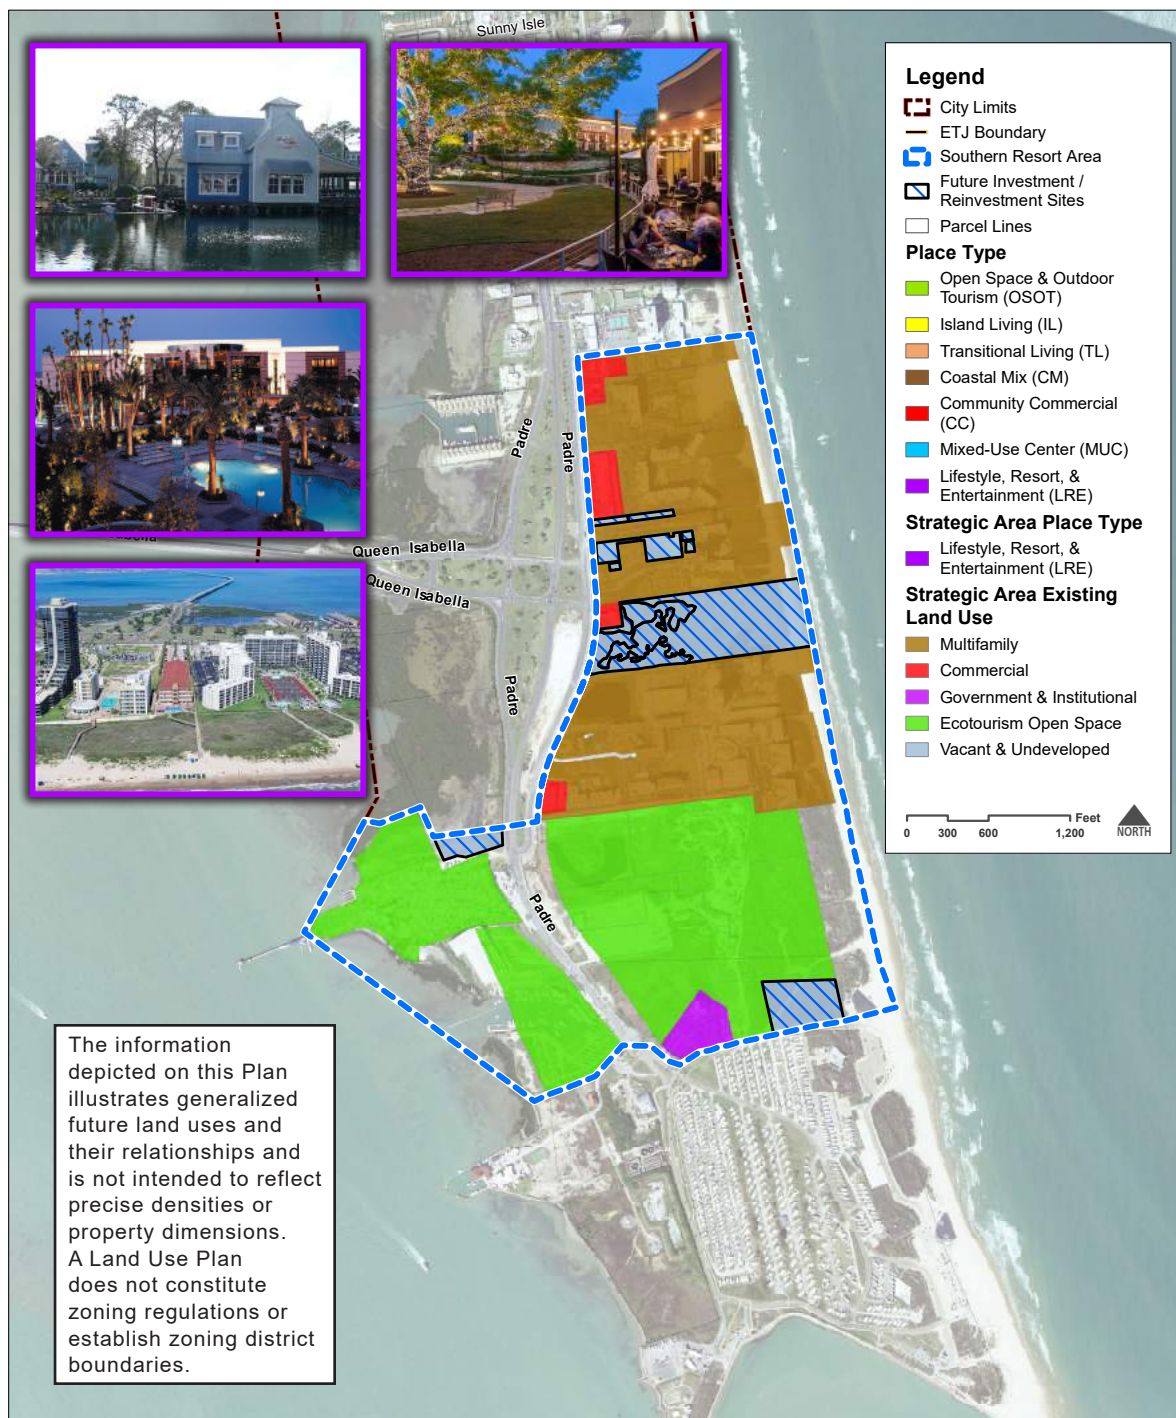 Sunny Isle
Padre
Padre
Queen Isabella
Queen Isabella
Padre
Padre
Legend
City Limits
ETJ Boundary
Southern Resort Area
Future Investment /
Reinvestment Sites
Parcel Lines
Place Type
Open Space & Outdoor
Tourism (OSOT)
Island Living (IL)
Transitional Living (TL)
Coastal Mix (CM)
Community Commercial
(CC)
Mixed-Use Center (MUC)
Lifestyle, Resort, &
Entertainment (LRE)
Strategic Area Place Type
Lifestyle, Resort, &
Entertainment (LRE)
Strategic Area Existing
Land Use
Multifamily
Commercial
Government & Institutional
Ecotourism Open Space
Vacant & Undeveloped
Feet
0 300 600 1,200
NORTH
The information
depicted on this Plan
illustrates generalized
future land uses and
their relationships and
is not intended to reflect
precise densities or
property dimensions.
A Land Use Plan
does not constitute
zoning regulations or
establish zoning district
boundaries.